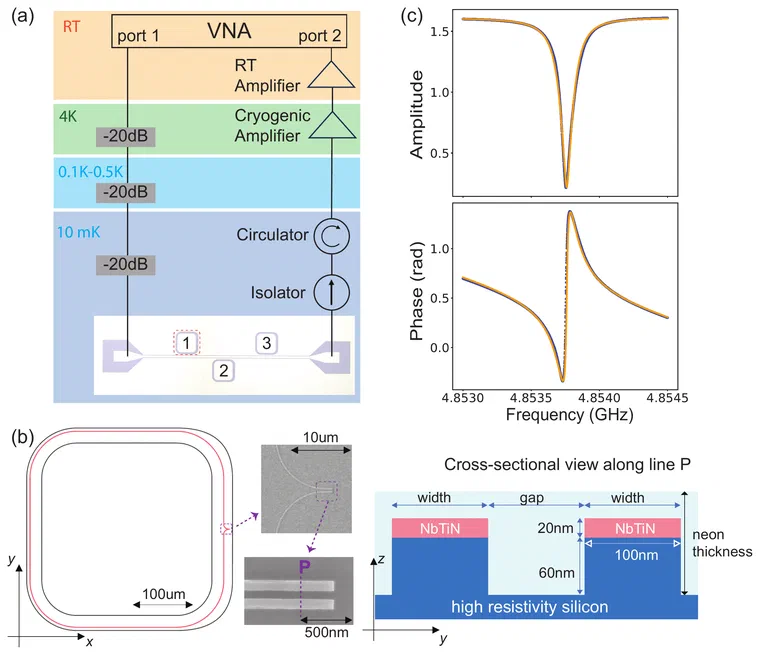 (a)
RT
VNA
port 1
port 2
RT
Amplifier
4K
Cryogenic
Amplifier
-20dB
0.1K-0.5K
-20dB
10 mK
Circulator
-20dB
Isolator
1
3
2
(c)
Amplitude
1.5
1.0
0.5
Phase (rad)
1.0
0.5
0.0
4.8530
4.8535
4.8540
4.8545
Frequency (GHz)
(b)
10um
P
500nm
100um
y
x
Cross-sectional view along line P
width
gap
width
NbTiN
20nm
NbTiN
neon
thickness
100nm
60nm
z
high resistivity silicon
y